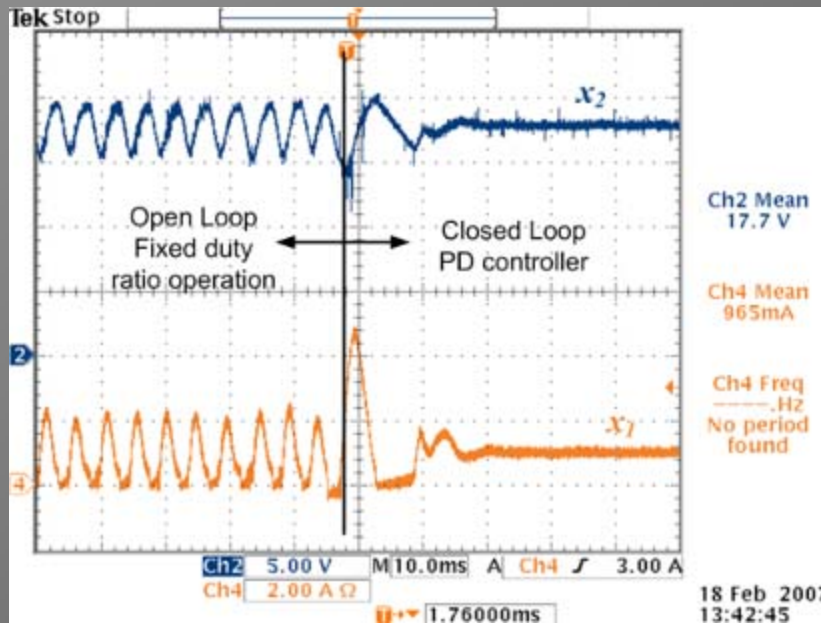 Tek Stop
T
T
x2
Open Loop
Fixed duty
ratio operation
Closed Loop
PD controller
2
x1
4
Ch2 Mean
17.7 V
Ch4 Mean
965mA
Ch4 Freq
----.Hz
No period
found
Ch2 5.00 V M 10.0ms A Ch4 3.00 A
Ch4 2.00 A Ω
T 1.76000ms
18 Feb 2007
13:42:45